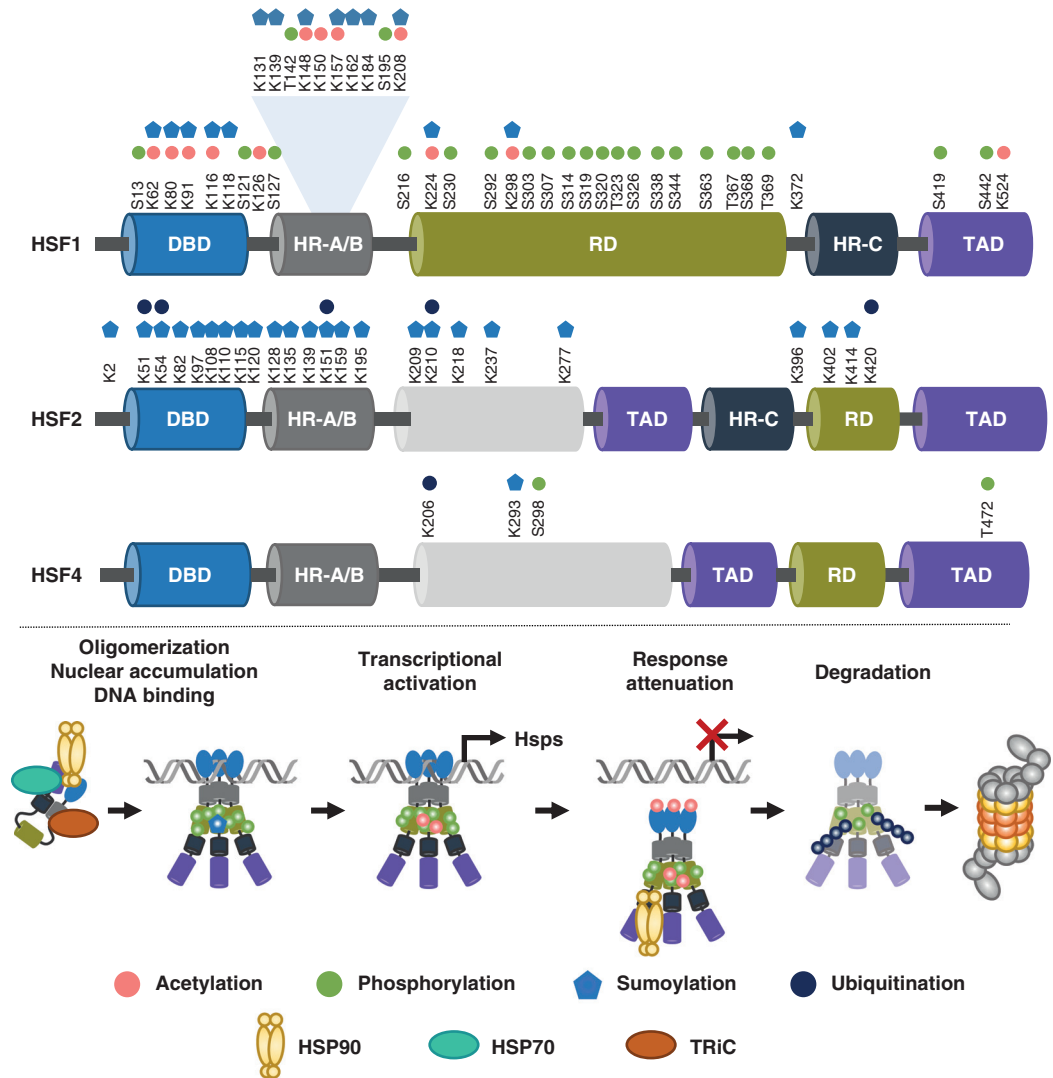 K131
K139
T142
K148
K150
K157
K162
K184
S195
K208
S13
K62
K80
K91
K116
K118
S121
K126
S127
S216
K224
S230
S292
K298
S303
S307
S314
S319
S320
T323
S326
S338
S344
S363
T367
S368
T369
K372
S419
S442
K524
HSF1
DBD
HR-A/B
RD
HR-C
TAD
K2
K51
K54
K82
K97
K108
K110
K115
K120
K128
K135
K139
K151
K159
K195
K209
K210
K218
K237
K277
K396
K402
K414
K420
HSF2
DBD
HR-A/B
TAD
HR-C
RD
TAD
K206
K293
S298
T472
HSF4
DBD
HR-A/B
TAD
RD
TAD
Oligomerization
Nuclear accumulation
DNA binding
Transcriptional
activation
Response
attenuation
Degradation
Hsps
Acetylation
Phosphorylation
Sumoylation
Ubiquitination
HSP90
HSP70
TRiC